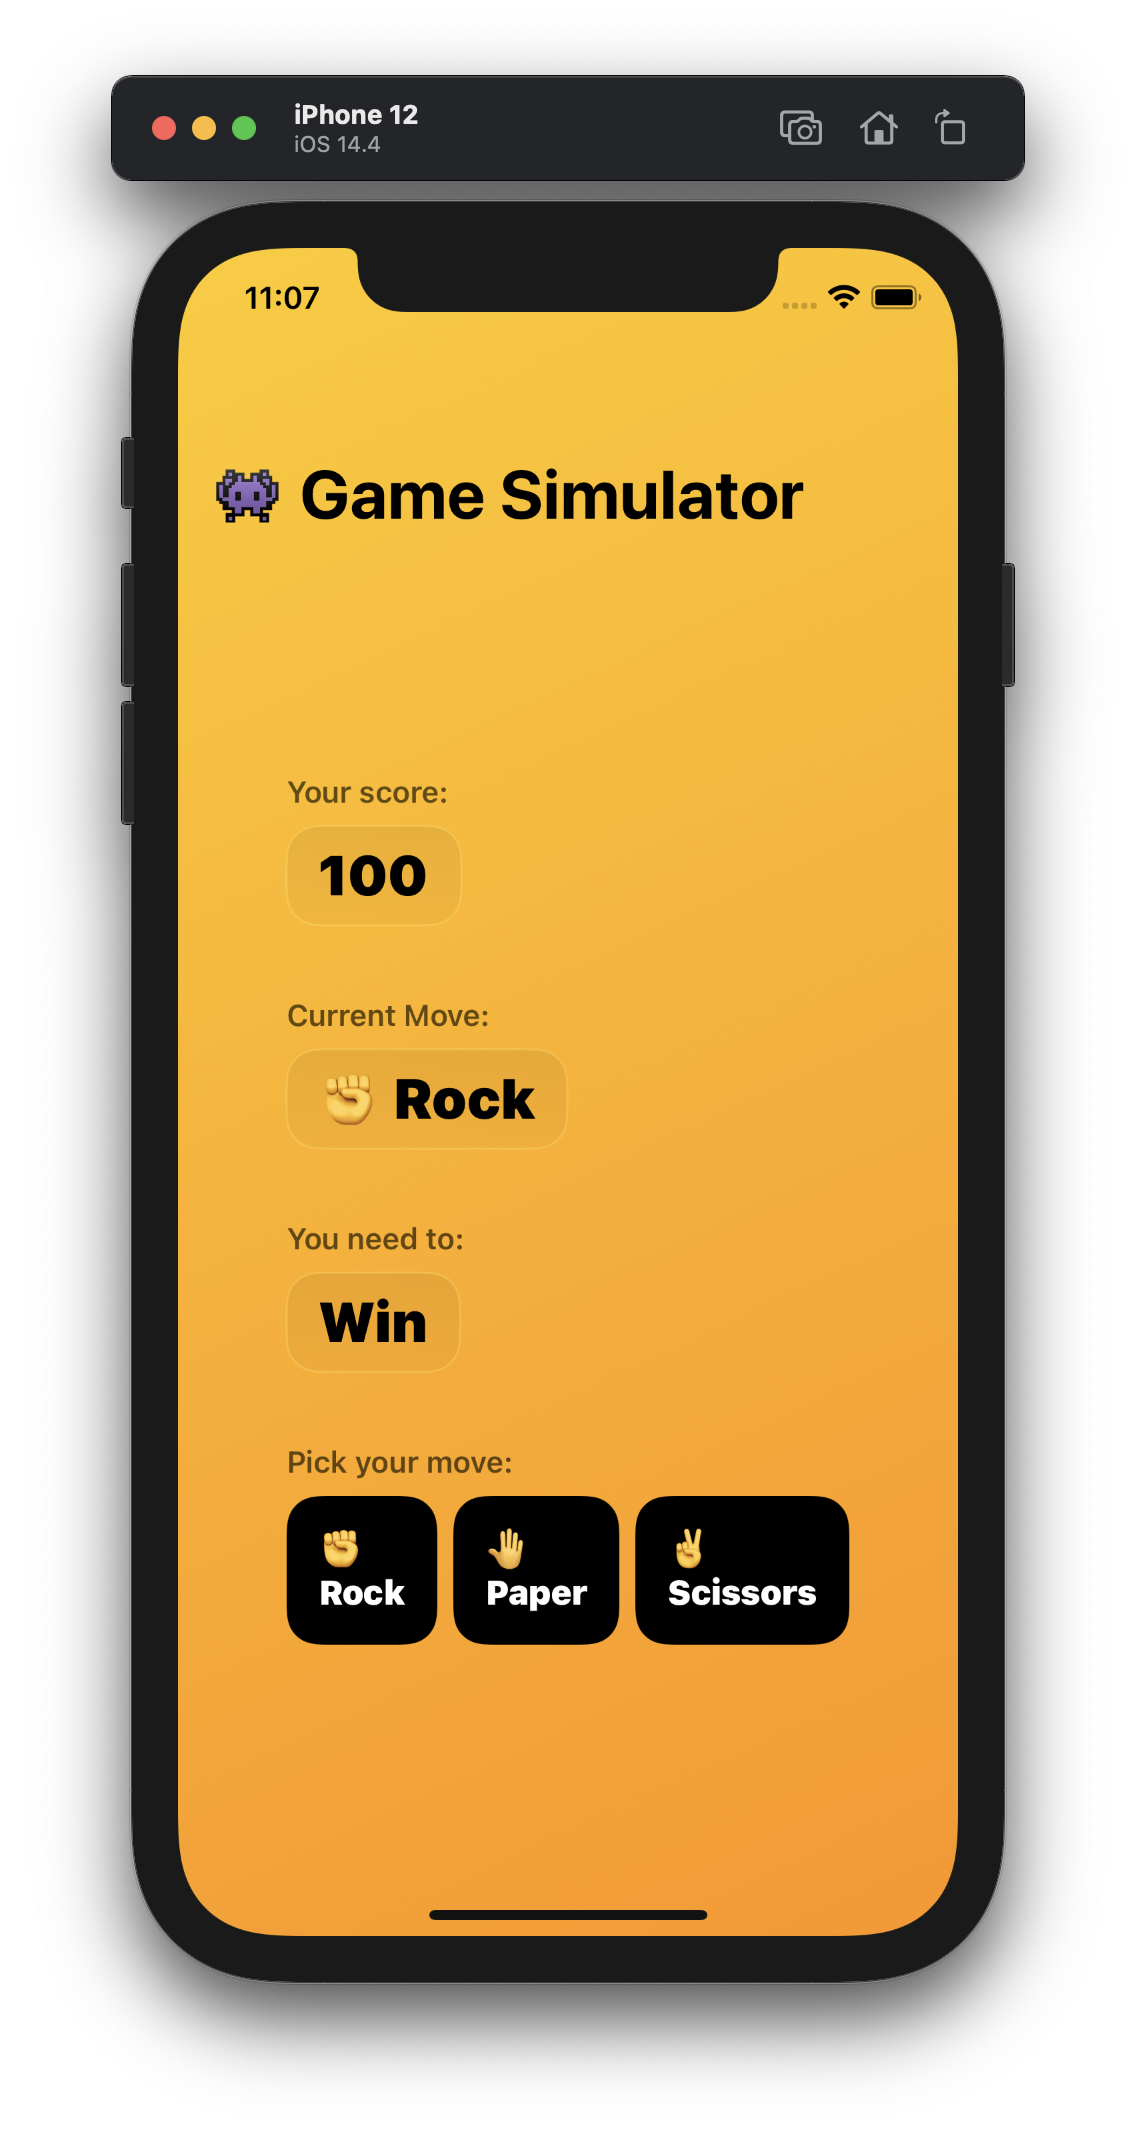 iPhone 12
iOS 14.4
11:07
👾 Game Simulator
Your score:
100
Current Move:
✊ Rock
You need to:
Win
Pick your move:
✊ 🤚 ✌️
Rock Paper Scissors